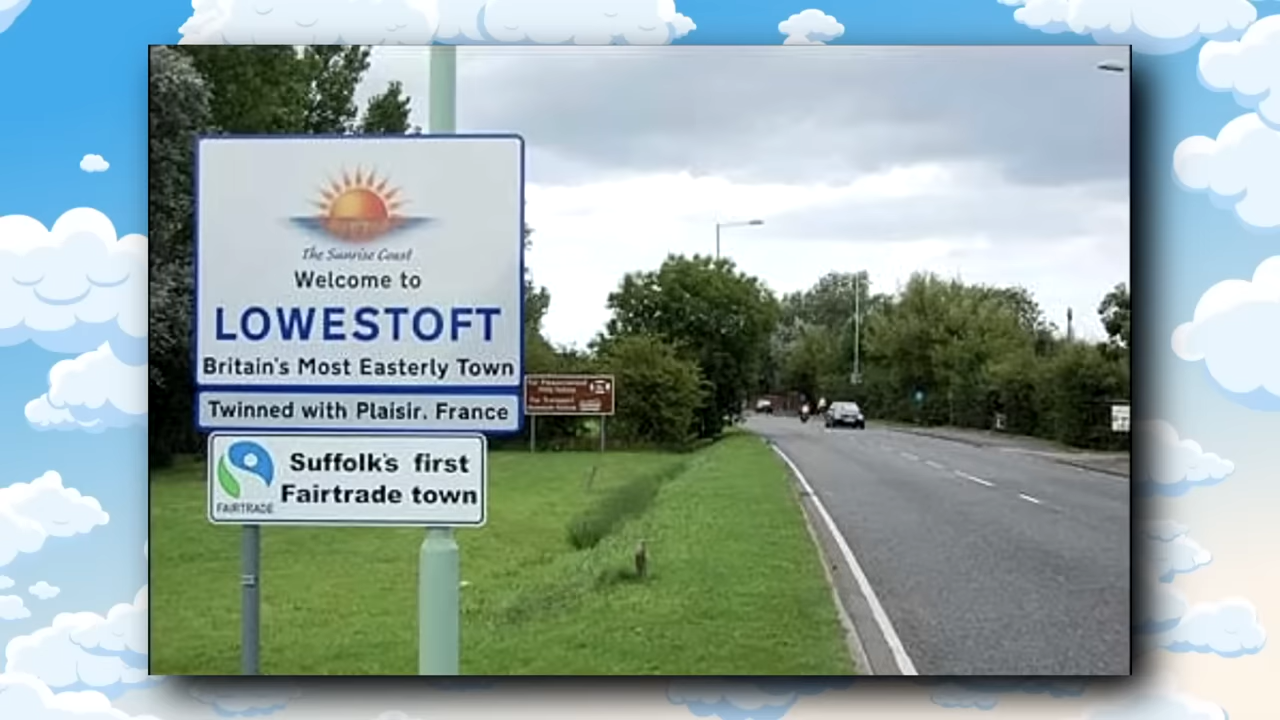 The Sunrise Coast
Welcome to
LOWESTOFT
Britain's Most Easterly Town
Twinned with Plaisir. France
Suffolk's first
Fairtrade town
FAIRTRADE